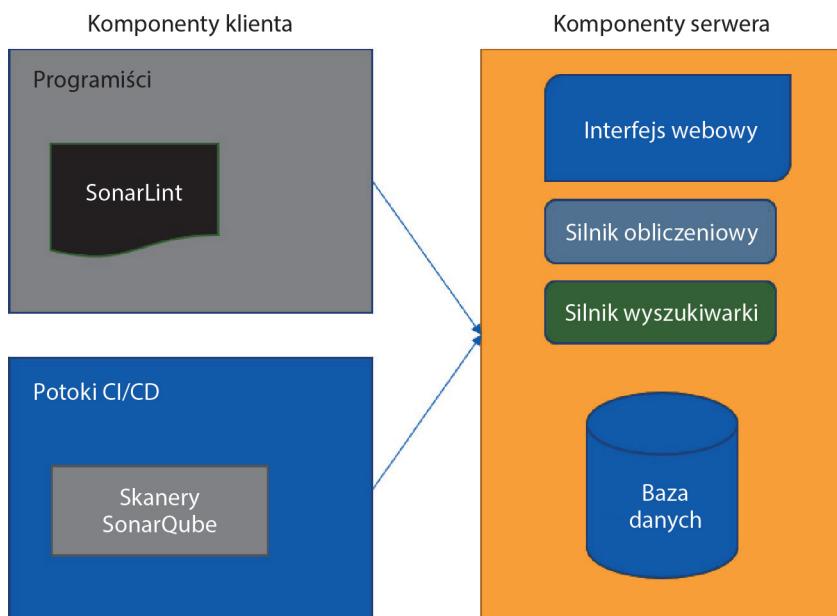 Komponenty klienta
Programiści
SonarLint
Potoki CI/CD
Skanery
SonarQube
Komponenty serwera
Interfejs webowy
Silnik obliczeniowy
Silnik wyszukiwarki
Baza
danych